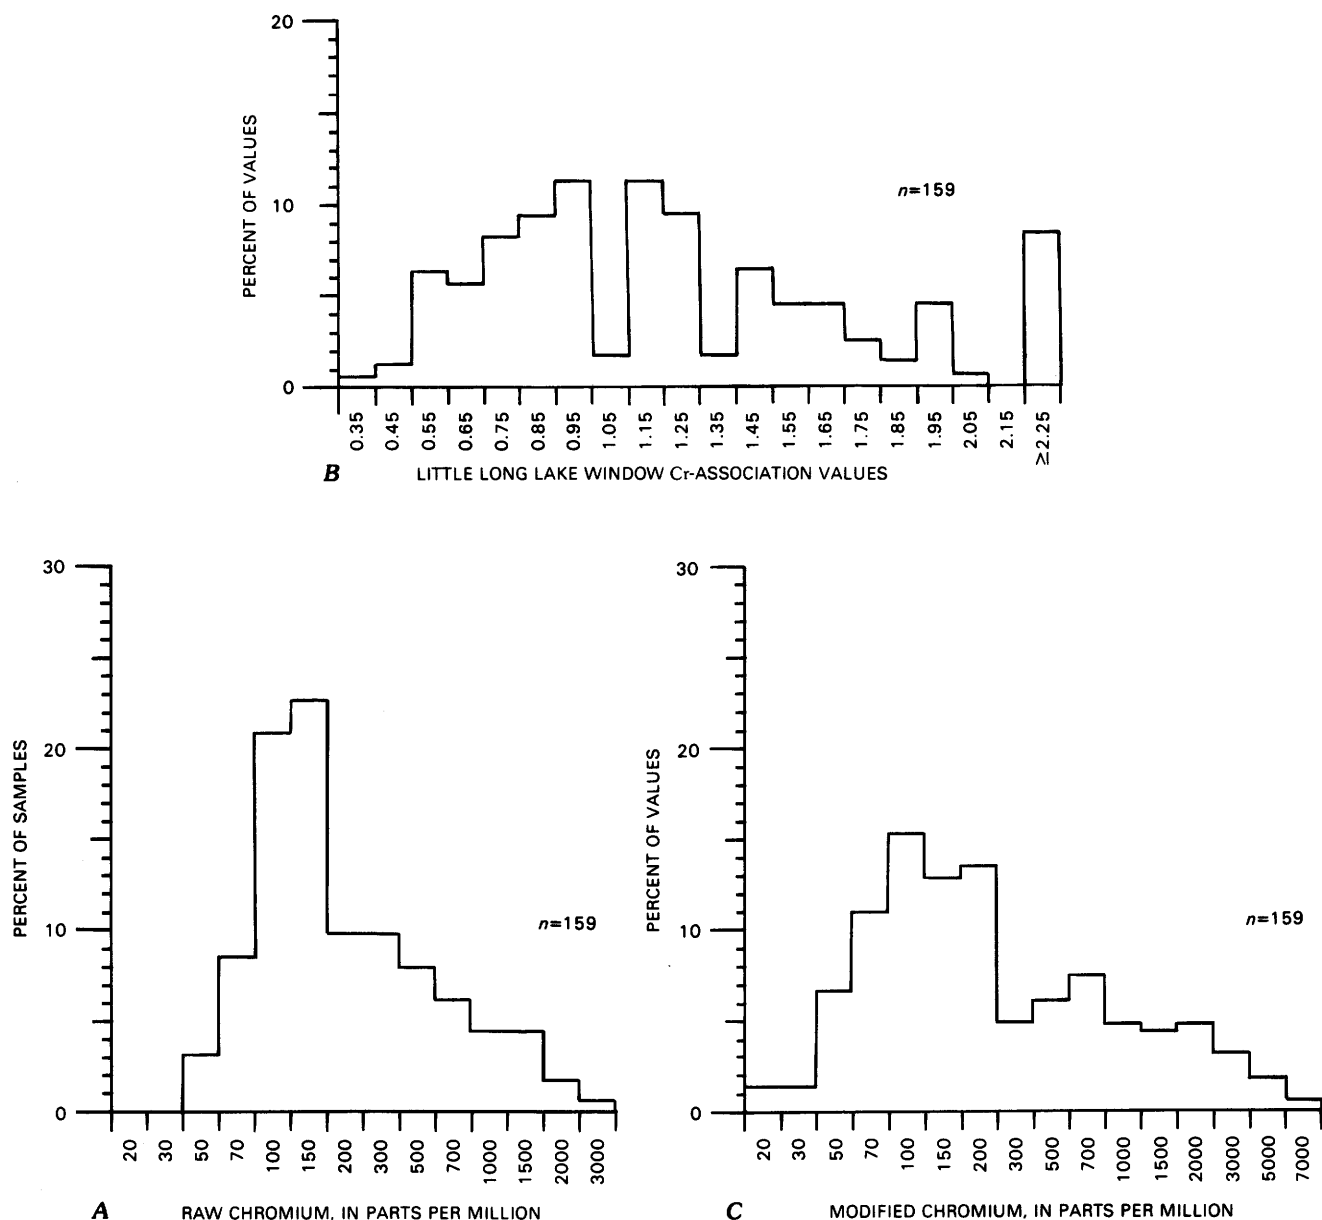 20
10
0
PERCENT OF VALUES
n=159
0.35 0.45 0.55 0.65 0.75 0.85 0.95 1.05 1.15 1.25 1.35 1.45 1.55 1.65 1.75 1.85 1.95 2.05 2.15 ≥2.25
B LITTLE LONG LAKE WINDOW Cr-ASSOCIATION VALUES
30
20
10
0
PERCENT OF SAMPLES
n=159
20 30 50 70 100 150 200 300 500 700 1000 1500 2000 3000
A RAW CHROMIUM, IN PARTS PER MILLION
30
20
10
0
PERCENT OF VALUES
n=159
20 30 50 70 100 150 200 300 500 700 1000 1500 2000 3000 5000 7000
C MODIFIED CHROMIUM, IN PARTS PER MILLION